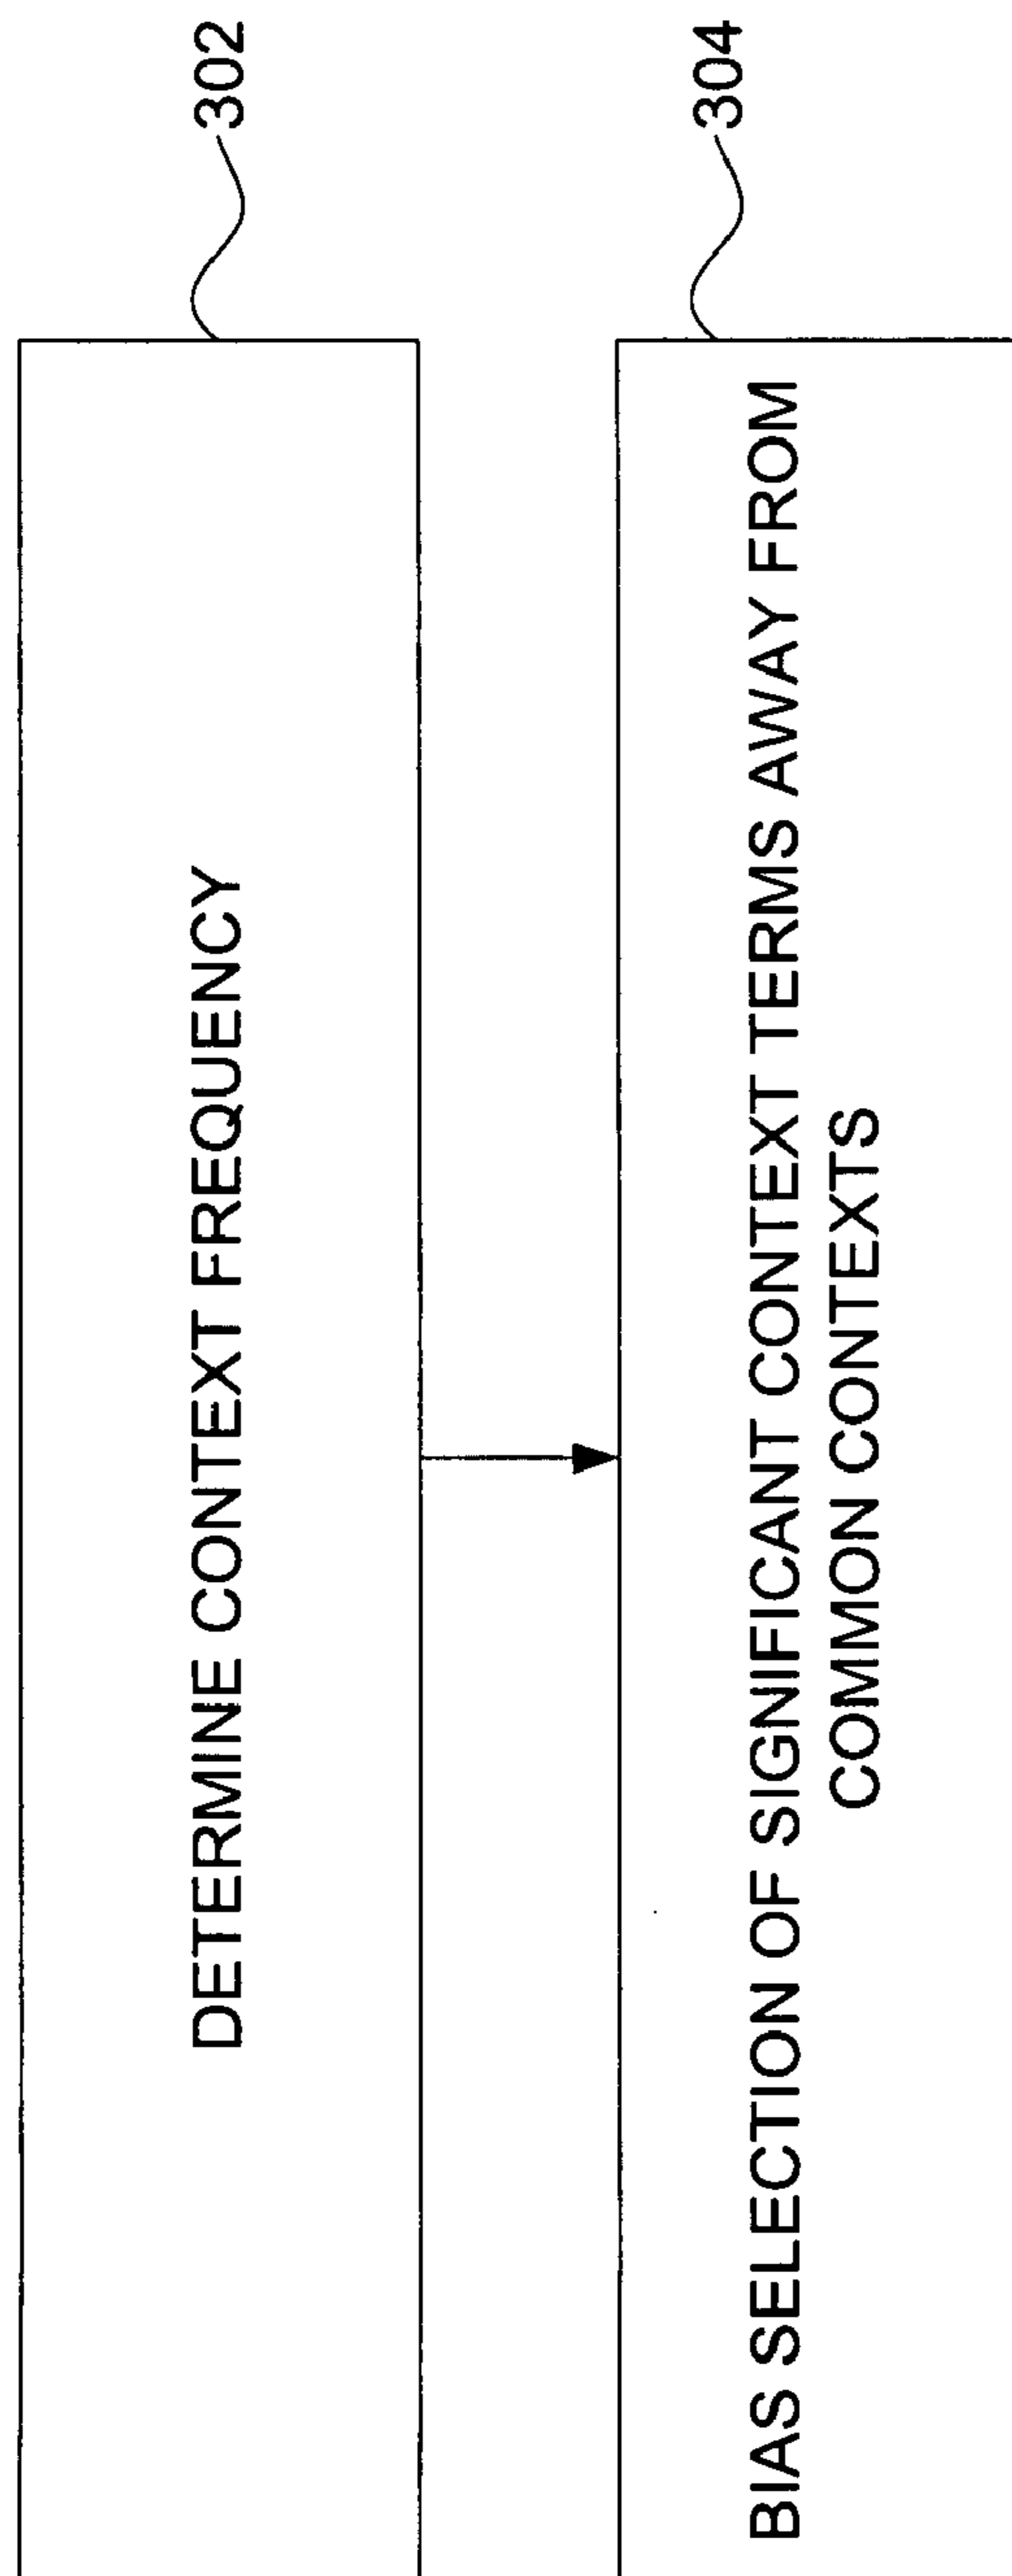 DETERMINE CONTEXT FREQUENCY
302
BIAS SELECTION OF SIGNIFICANT CONTEXT TERMS AWAY FROM
COMMON CONTEXTS
304